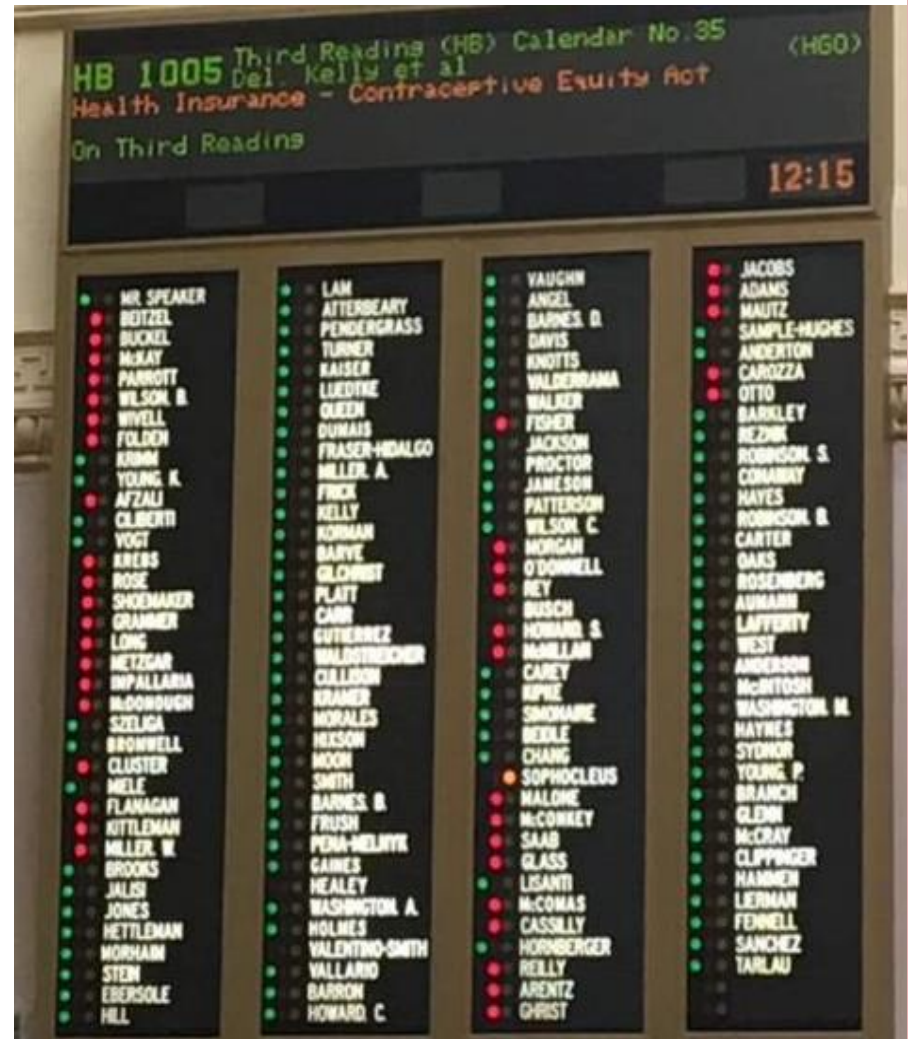 HB 1005 Third Reading (HB) Calendar No.35 (HGO)
Del. Kelly et al
Health Insurance - Contraceptive Equity Act
On Third Reading
12:15
MR. SPEAKER
BEITZEL
BUCKEL
McKAY
PARROTT
WILSON, B.
WIVELL
FOLDEN
KRIMM
YOUNG, K.
AFZALI
CILIBERTI
VOGT
KREBS
ROSE
SHOEMAKER
GRAMMER
LONG
METZGAR
IMPALLARIA
McDONOUGH
SZELIGA
BROMWELL
CLUSTER
MIELE
FLANAGAN
KITTLEMAN
MILLER, W.
BROOKS
JALISI
JONES
HETTLEMAN
MORHAIM
STEIN
EBERSOLE
HILL
LAM
ATTERBEARY
PENDERGRASS
TURNER
KAISER
LUEDTKE
QUEEN
DUMAIS
FRASER-HIDALGO
MILLER, A.
FRICK
KELLY
KORMAN
BARVE
GILCHRIST
PLATT
CARR
GUTIERREZ
WALDSTREICHER
CULLISON
KRAMER
MORALES
HIXSON
MOON
SMITH
BARNES, B.
FRUSH
PENA-MELNYK
GAINES
HEALEY
WASHINGTON, A.
HOLMES
VALENTINO-SMITH
VALLARIO
BARRON
HOWARD, C.
VAUGHN
ANGEL
BARNES, D.
DAVIS
KNOTTS
VALDERRAMA
WALKER
FISHER
JACKSON
PROCTOR
JAMESON
PATTERSON
WILSON, C.
MORGAN
O'DONNELL
REY
BUSCH
HOWARD, S.
McMILLAN
CAREY
KIPKE
SIMONAIRE
BEIDLE
CHANG
SOPHOCLEUS
MALONE
McCONKEY
SAAB
GLASS
LISANTI
McCOMAS
CASSILLY
HORNBERGER
REILLY
ARENTZ
GHRIST
JACOBS
ADAMS
MAUTZ
SAMPLE-HUGHES
ANDERTON
CAROZZA
OTTO
BARKLEY
REZNIK
ROBINSON, S.
CONAWAY
HAYES
ROBINSON, B.
CARTER
OAKS
ROSENBERG
AUMANN
LAFFERTY
WEST
ANDERSON
McINTOSH
WASHINGTON, M.
HAYNES
SYDNOR
YOUNG, P.
BRANCH
GLENN
McCRAY
CLIPPINGER
HAMMEN
LIERMAN
FENNELL
SANCHEZ
TARLAU